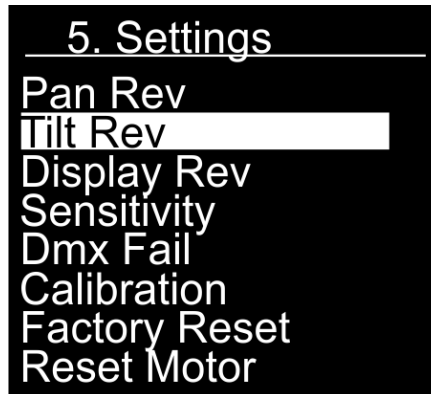 5. Settings
Pan Rev
Tilt Rev
Display Rev
Sensitivity
Dmx Fail
Calibration
Factory Reset
Reset Motor